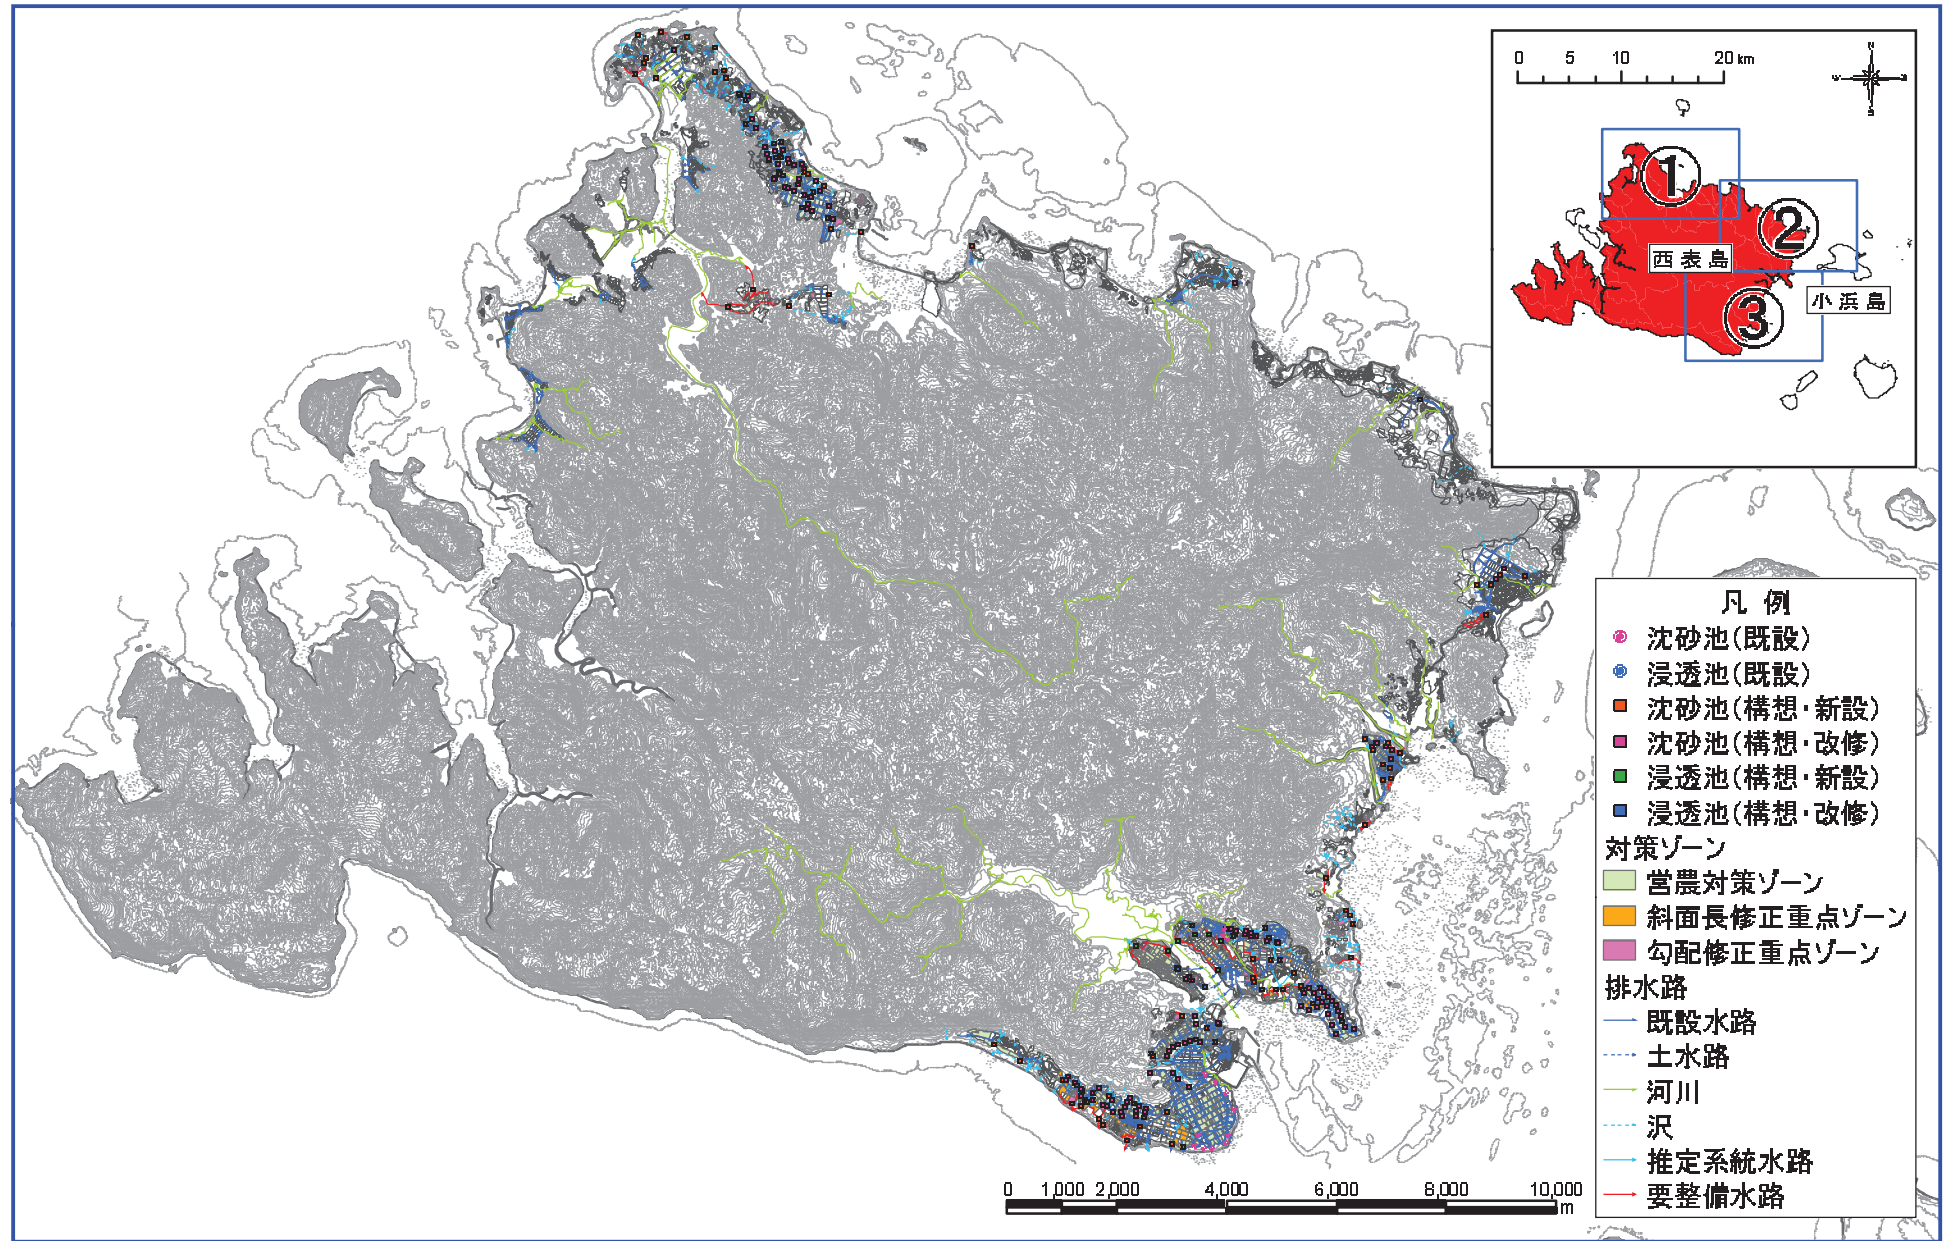 0 5 10 20 km
N
W
E
S
①
②
西表島
小浜島
③
凡 例
沈砂池(既設)
浸透池(既設)
沈砂池(構想・新設)
沈砂池(構想・改修)
浸透池(構想・新設)
浸透池(構想・改修)
対策ゾーン
営農対策ゾーン
斜面長修正重点ゾーン
勾配修正重点ゾーン
排水路
既設水路
土水路
河川
沢
推定系統水路
要整備水路
0 1,000 2,000 4,000 6,000 8,000 10,000
m